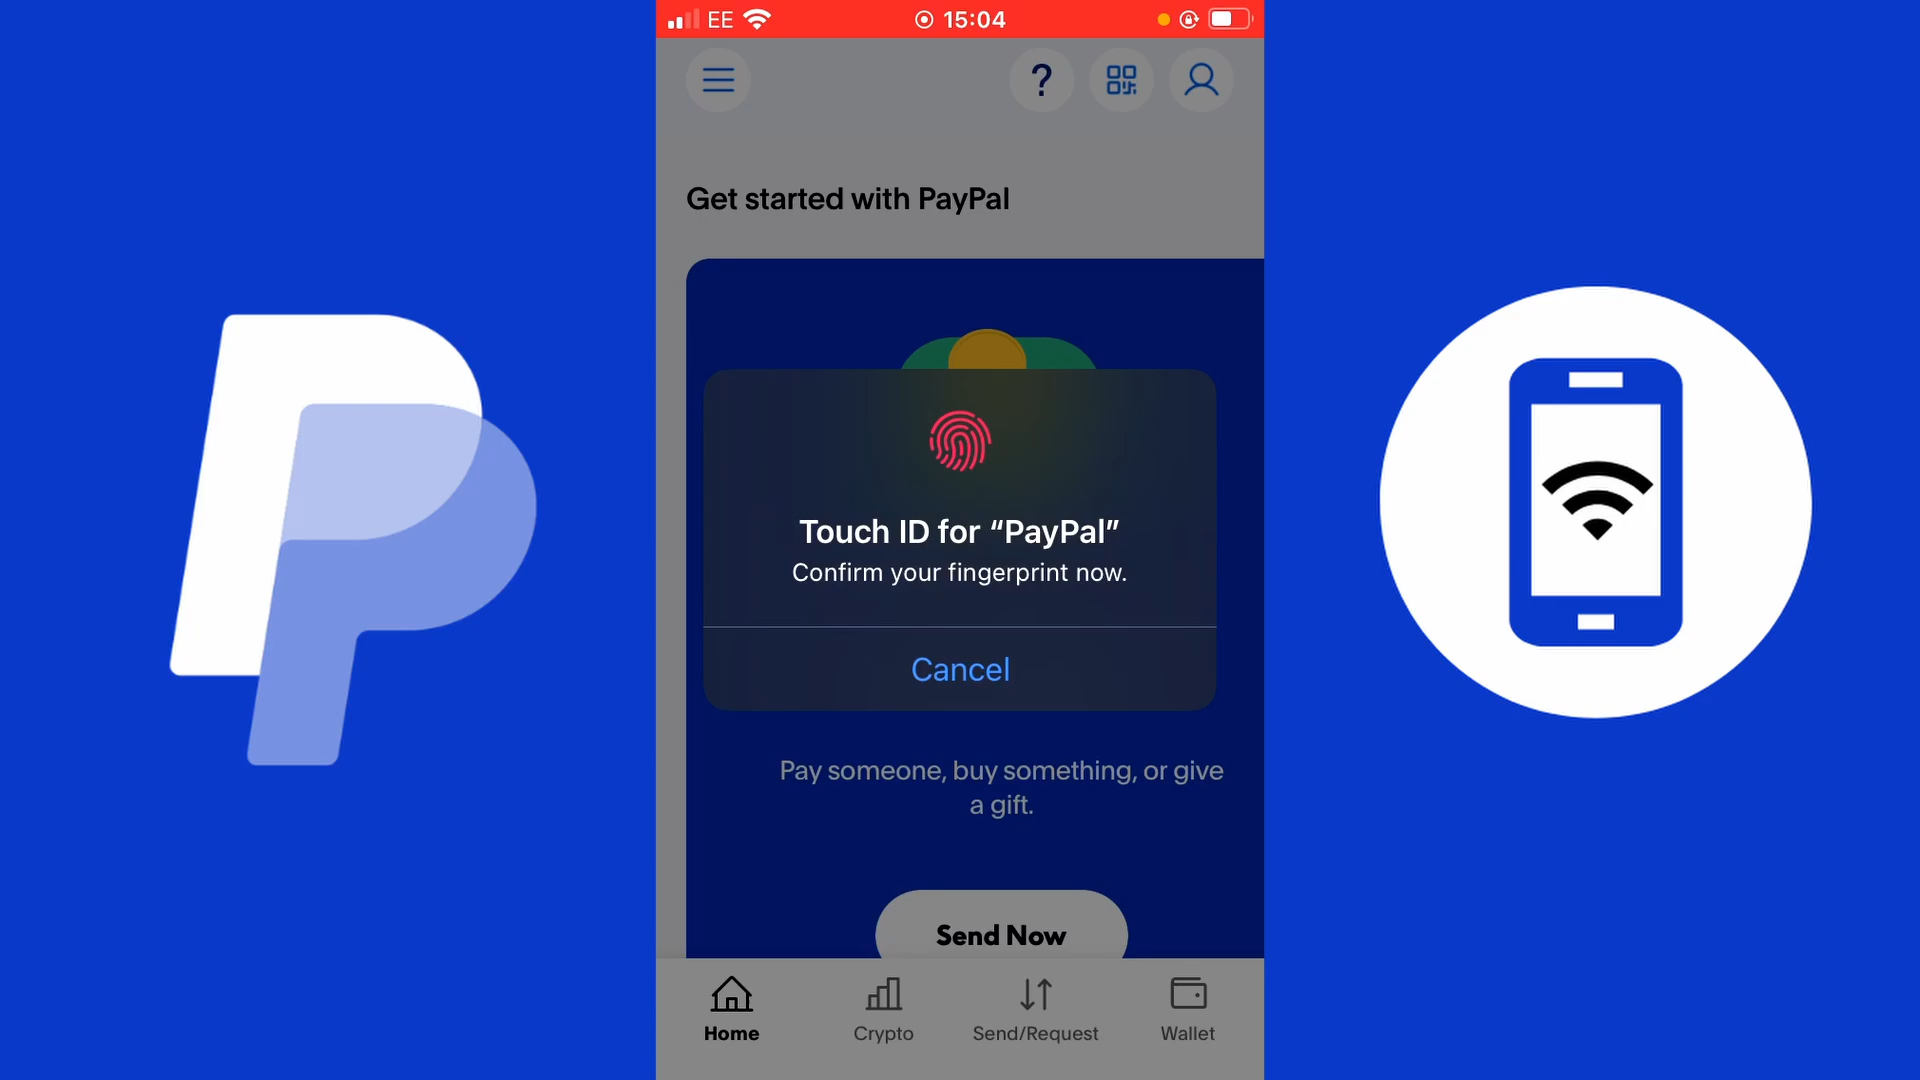 EE 15:04
?
Get started with PayPal
Touch ID for “PayPal”
Confirm your fingerprint now.
Cancel
Pay someone, buy something, or give
a gift.
Send Now
Home Crypto Send/Request Wallet